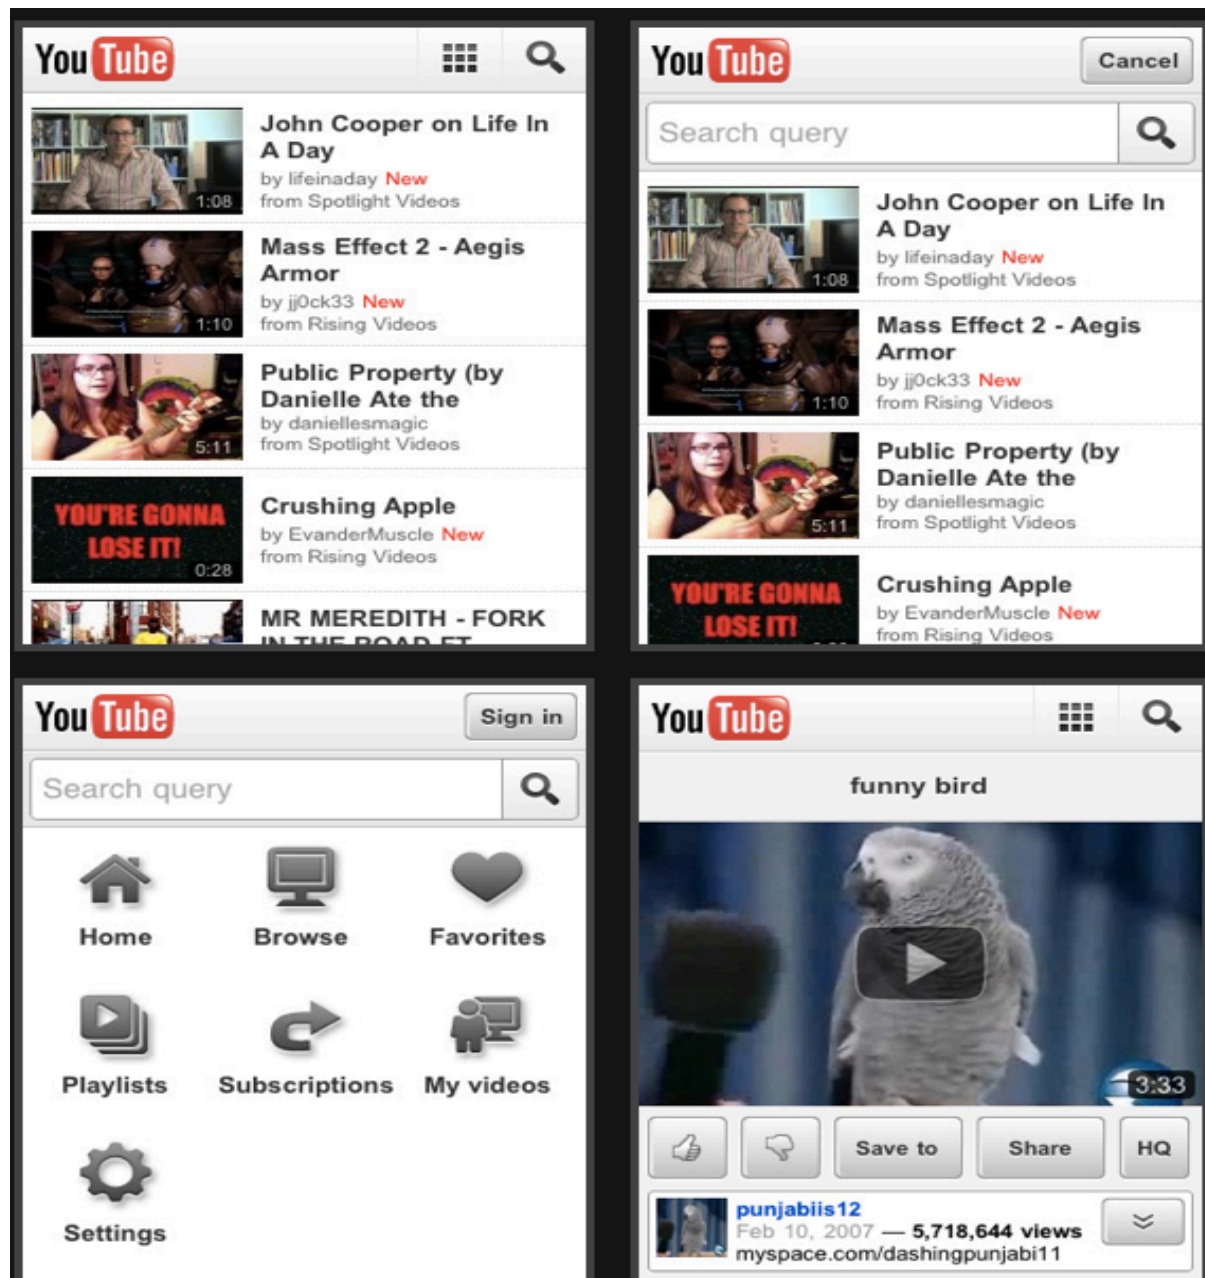 YouTube
John Cooper on Life In
A Day
by lifeinaday New
from Spotlight Videos
1:08
Mass Effect 2 - Aegis
Armor
by jj0ck33 New
from Rising Videos
1:10
Public Property (by
Danielle Ate the
by daniellesmagic
from Spotlight Videos
5:11
YOU'RE GONNA
LOSE IT!
0:28
Crushing Apple
by EvanderMuscle New
from Rising Videos
MR MEREDITH - FORK
IN THE ROAD FT
YouTube
Cancel
Search query
John Cooper on Life In
A Day
by lifeinaday New
from Spotlight Videos
1:08
Mass Effect 2 - Aegis
Armor
by jj0ck33 New
from Rising Videos
1:10
Public Property (by
Danielle Ate the
by daniellesmagic
from Spotlight Videos
5:11
YOU'RE GONNA
LOSE IT!
Crushing Apple
by EvanderMuscle New
from Rising Videos
YouTube
Sign in
Search query
Home Browse Favorites
Playlists Subscriptions My videos
Settings
YouTube
funny bird
3:33
Save to Share HQ
punjabiis12
Feb 10, 2007 — 5,718,644 views
myspace.com/dashingpunjabi11